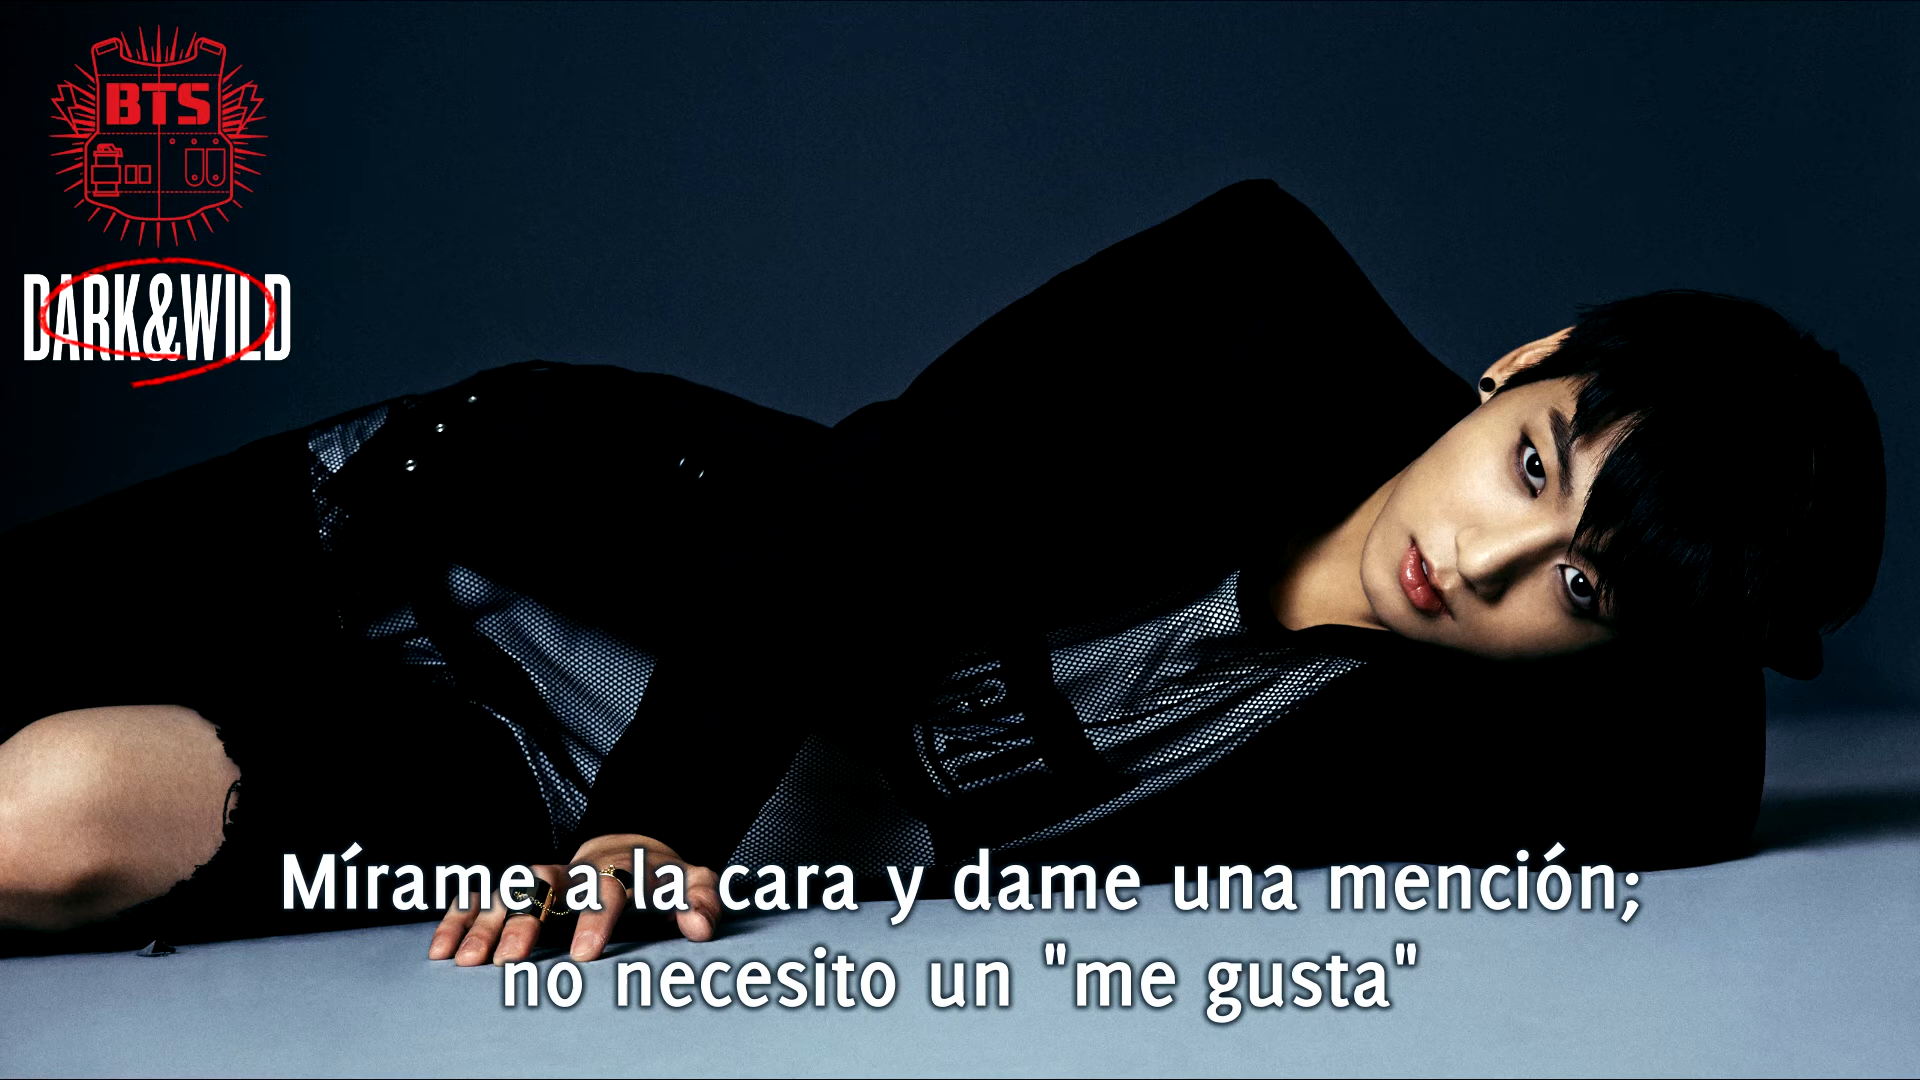 BTS
DARK&WILD
Mírame a la cara y dame una mención;
no necesito un "me gusta"